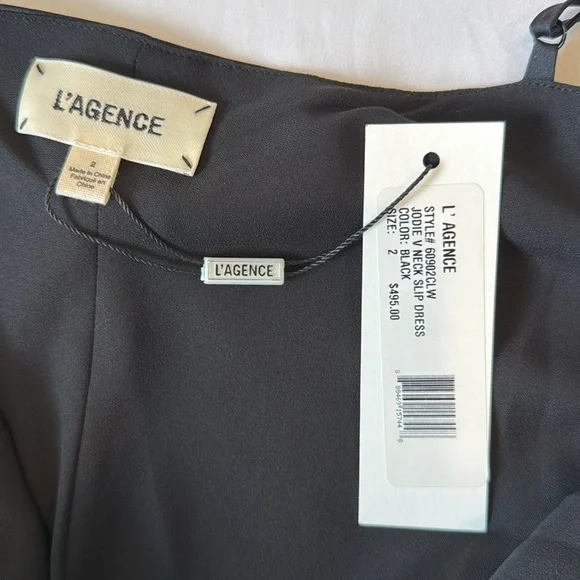 L'AGENCE
2
Made in China
Fabriqué en
Chine
L'AGENCE
L' AGENCE
STYLE# 60902CLW
JODIE V NECK SLIP DRESS
COLOR: BLACK
SIZE: 2 $495.00